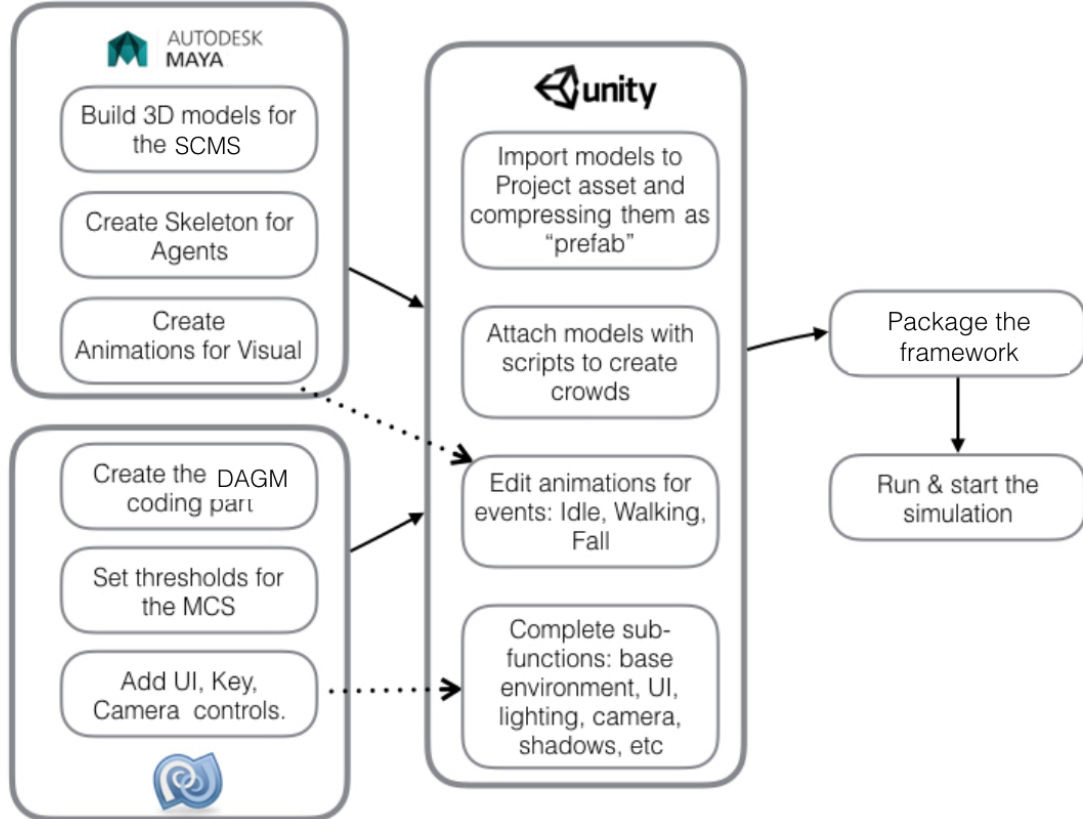 AUTODESK
MAYA
Build 3D models for
the SCMS
Create Skeleton for
Agents
Create
Animations for Visual
Create the DAGM
coding part
Set thresholds for
the MCS
Add UI, Key,
Camera controls.
unity
Import models to
Project asset and
compressing them as
“prefab”
Attach models with
scripts to create
crowds
Edit animations for
events: Idle, Walking,
Fall
Complete sub-
functions: base
environment, UI,
lighting, camera,
shadows, etc
Package the
framework
Run & start the
simulation